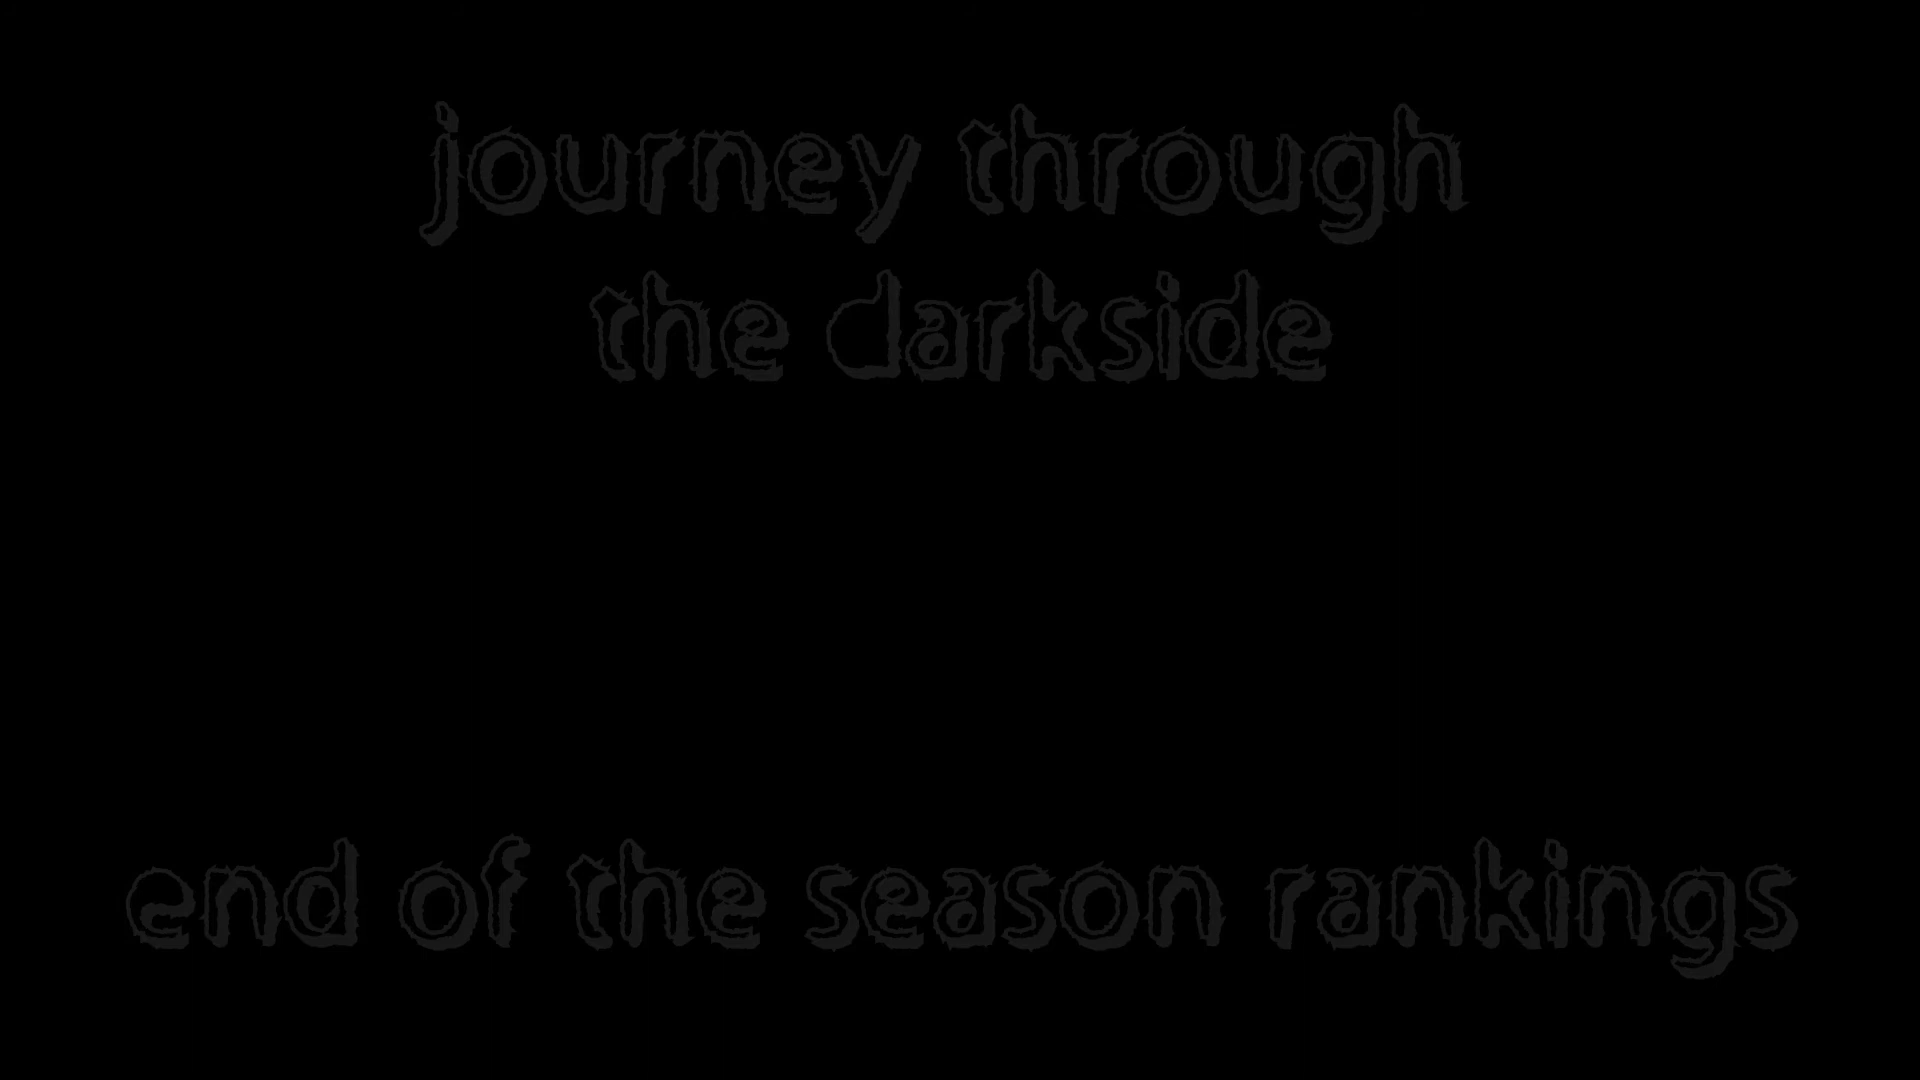 journey through
the darkside
end of the season rankings